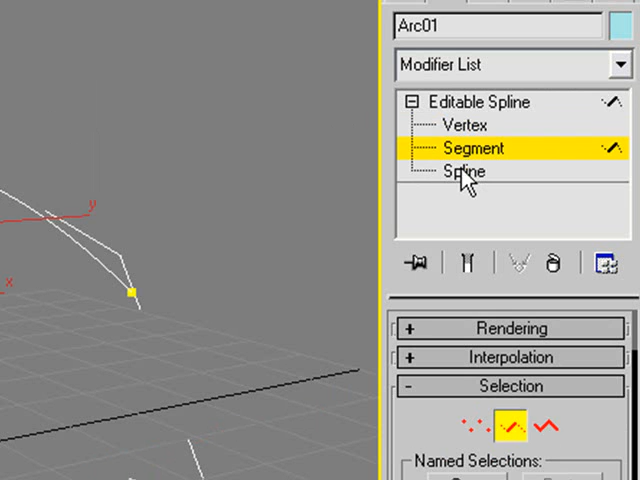 Arc01
Modifier List
Editable Spline
Vertex
Segment
Spline
y
x
+ Rendering
+ Interpolation
- Selection
Named Selections: